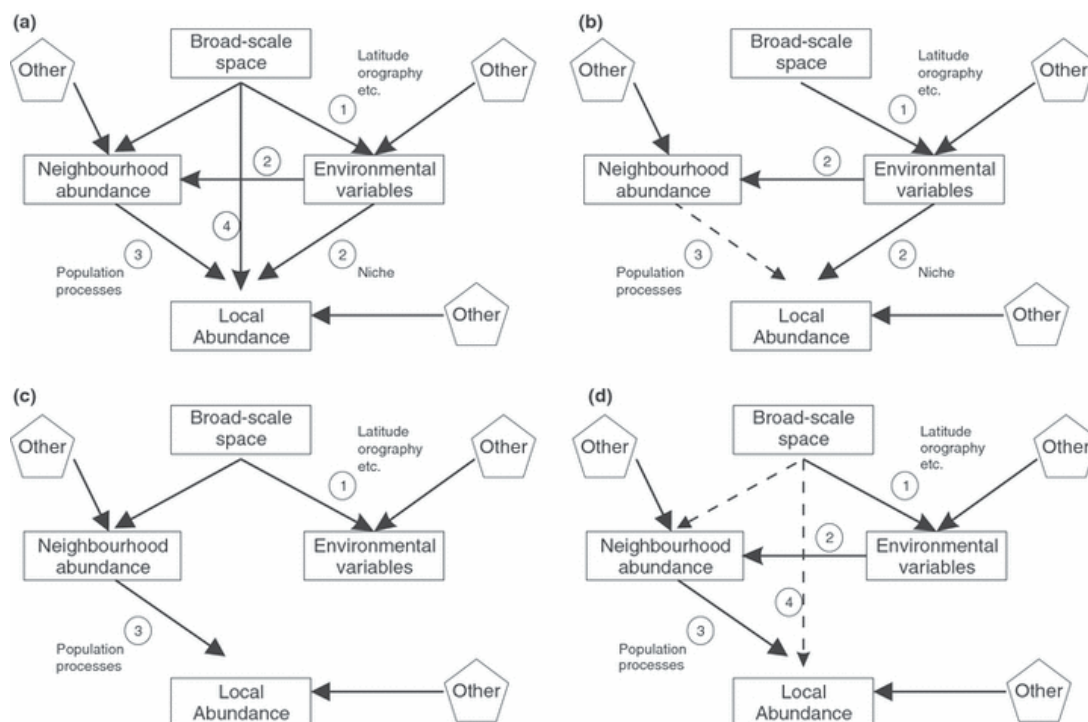 (a)
Other
Broad-scale
space
Latitude
orography
etc.
Other
1
Neighbourhood
abundance
2
Environmental
variables
4
3
Population
processes
2
Niche
Local
Abundance
Other
(b)
Other
Broad-scale
space
Latitude
orography
etc.
Other
1
Neighbourhood
abundance
2
Environmental
variables
3
Population
processes
2
Niche
Local
Abundance
Other
(c)
Other
Broad-scale
space
Latitude
orography
etc.
Other
1
Neighbourhood
abundance
Environmental
variables
3
Population
processes
Local
Abundance
Other
(d)
Other
Broad-scale
space
Latitude
orography
etc.
Other
1
Neighbourhood
abundance
2
Environmental
variables
4
3
Population
processes
Local
Abundance
Other